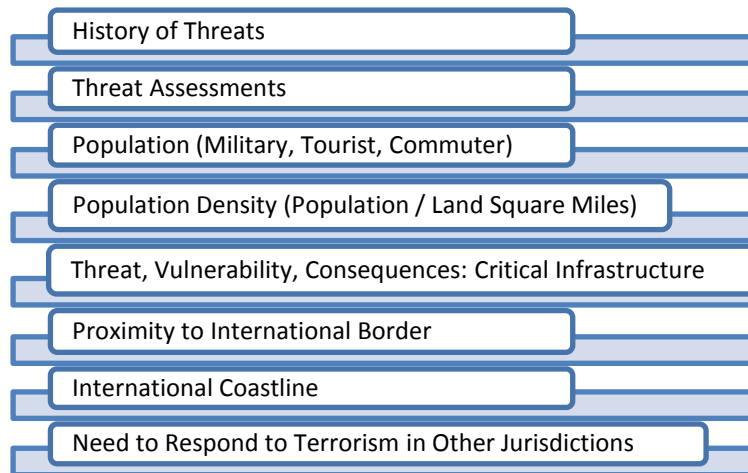 History of Threats
Threat Assessments
Population (Military, Tourist, Commuter)
Population Density (Population / Land Square Miles)
Threat, Vulnerability, Consequences: Critical Infrastructure
Proximity to International Border
International Coastline
Need to Respond to Terrorism in Other Jurisdictions